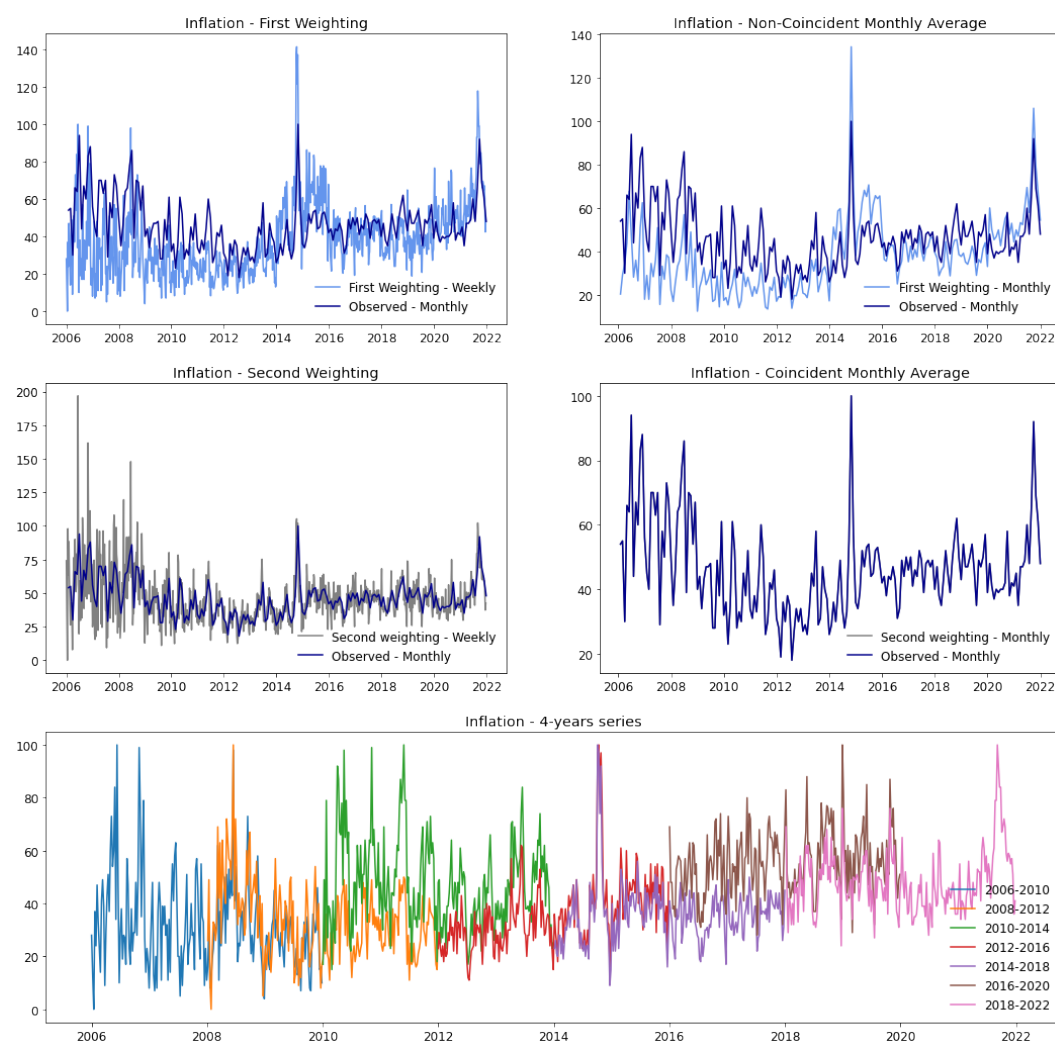 Inflation - First Weighting
140
120
100
80
60
40
20
0
2006 2008 2010 2012 2014 2016 2018 2020 2022
First Weighting - Weekly
Observed - Monthly
Inflation - Non-Coincident Monthly Average
140
120
100
80
60
40
20
2006 2008 2010 2012 2014 2016 2018 2020 2022
First Weighting - Monthly
Observed - Monthly
Inflation - Second Weighting
200
175
150
125
100
75
50
25
0
2006 2008 2010 2012 2014 2016 2018 2020 2022
Second weighting - Weekly
Observed - Monthly
Inflation - Coincident Monthly Average
100
80
60
40
20
2006 2008 2010 2012 2014 2016 2018 2020 2022
Second weighting - Monthly
Observed - Monthly
Inflation - 4-years series
100
80
60
40
20
0
2006 2008 2010 2012 2014 2016 2018 2020 2022
2006-2010
2008-2012
2010-2014
2012-2016
2014-2018
2016-2020
2018-2022